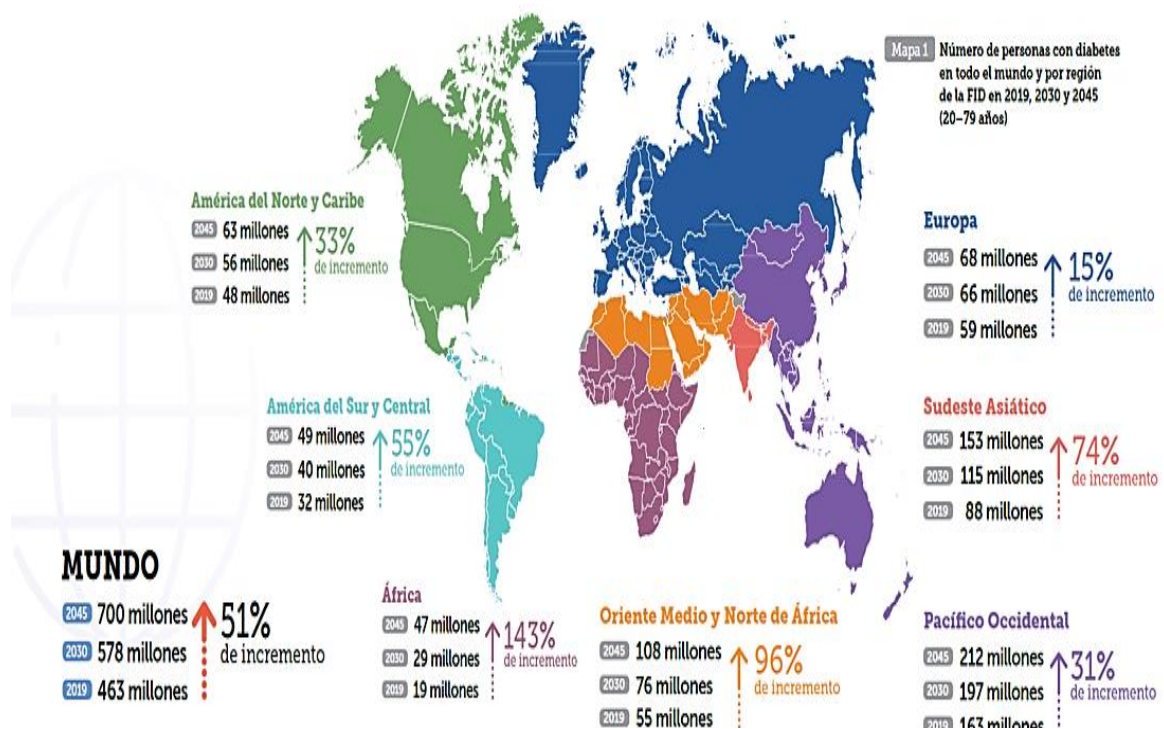 Mapa 1 Número de personas con diabetes
en todo el mundo y por región
de la FID en 2019, 2030 y 2045
(20–79 años)
América del Norte y Caribe
2045 63 millones
2030 56 millones
2019 48 millones
33%
de incremento
Europa
2045 68 millones
2030 66 millones
2019 59 millones
15%
de incremento
América del Sur y Central
2045 49 millones
2030 40 millones
2019 32 millones
55%
de incremento
Sudeste Asiático
2045 153 millones
2030 115 millones
2019 88 millones
74%
de incremento
MUNDO
2045 700 millones
2030 578 millones
2019 463 millones
51%
de incremento
África
2045 47 millones
2030 29 millones
2019 19 millones
143%
de incremento
Oriente Medio y Norte de África
2045 108 millones
2030 76 millones
2019 55 millones
96%
de incremento
Pacífico Occidental
2045 212 millones
2030 197 millones
2019 163 millones
31%
de incremento